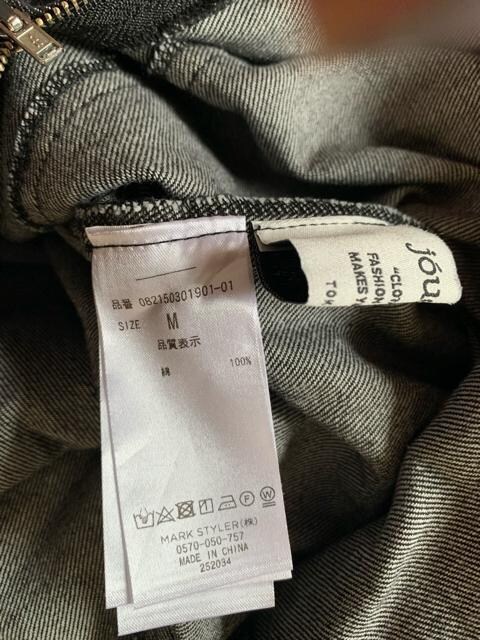 品番 082150301901-01
SIZE M
品質表示
綿 100%
MARK STYLER(株)
0570-050-757
MADE IN CHINA
252034
jóu
"CLO
FASHION
MAKES Y
TO